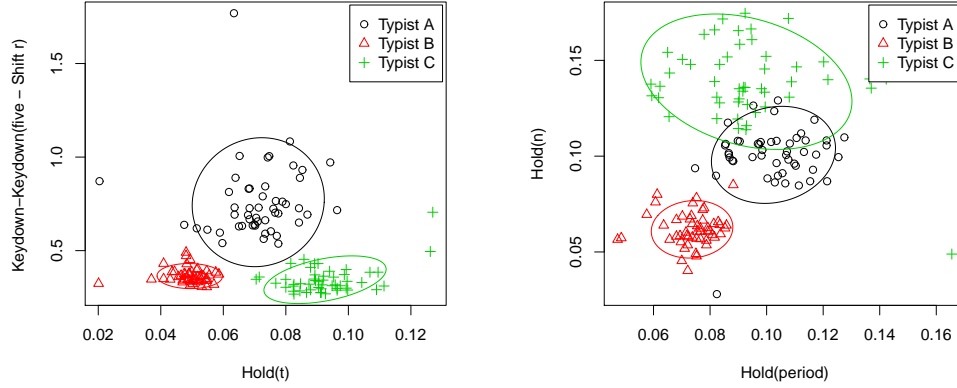 Typist A
Typist B
Typist C
0.5
1.0
1.5
Keydown−Keydown(five − Shift r)
0.02
0.04
0.06
0.08
0.10
0.12
Hold(t)
Typist A
Typist B
Typist C
0.05
0.10
0.15
Hold(n)
0.06
0.08
0.10
0.12
0.14
0.16
Hold(period)